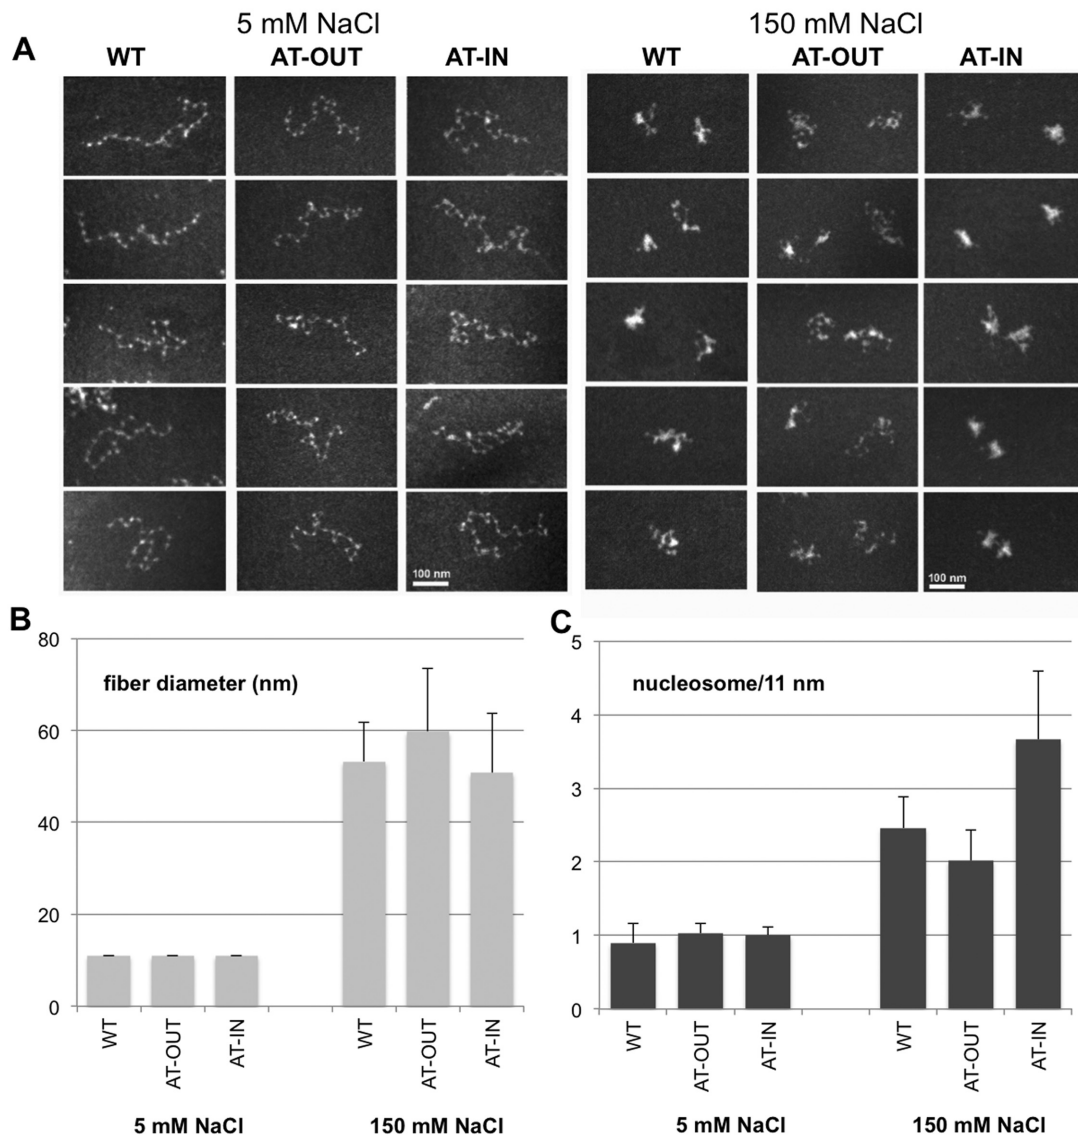 5 mM NaCl 150 mM NaCl
A WT AT-OUT AT-IN WT AT-OUT AT-IN
100 nm 100 nm
B C
80 5
fiber diameter (nm) nucleosome/11 nm
4
60
3
40
2
20
1
0 0
WT AT-OUT AT-IN WT AT-OUT AT-IN WT AT-OUT AT-IN WT AT-OUT AT-IN
5 mM NaCl 150 mM NaCl 5 mM NaCl 150 mM NaCl